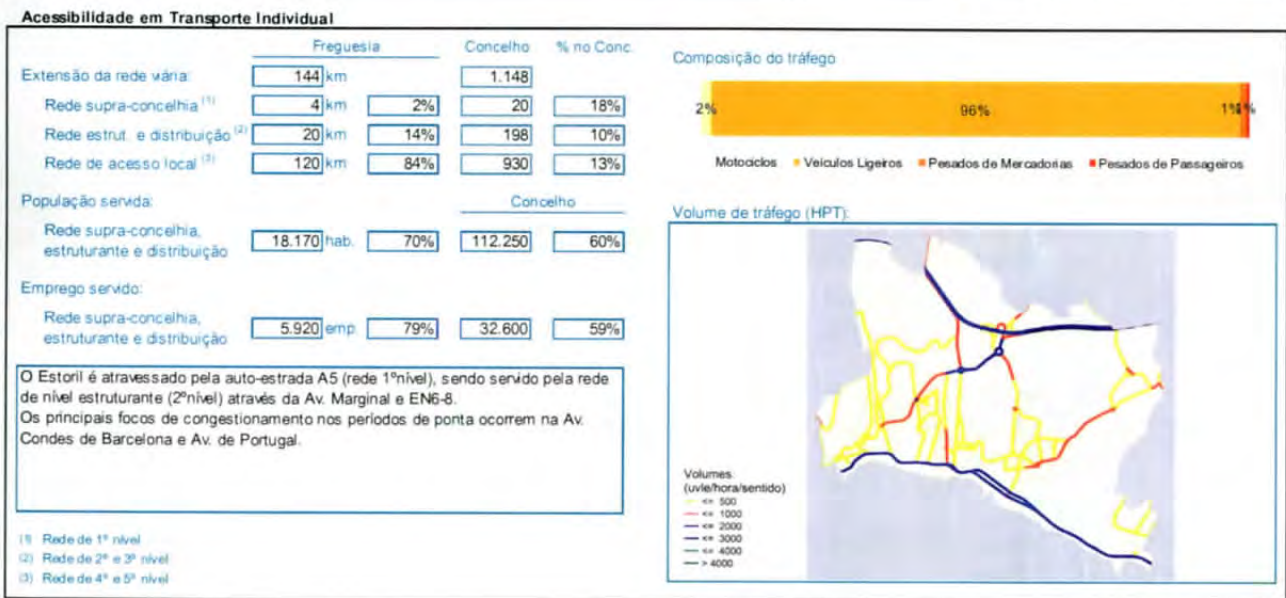 Acessibilidade em Transporte Individual
Freguesia Concelho % no Conc.
Extensão da rede viária: 144 km 1.148
Rede supra-concelhia (1) 4 km 2% 20 18%
Rede estrut. e distribuição (2) 20 km 14% 198 10%
Rede de acesso local (3) 120 km 84% 930 13%
População servida: Concelho
Rede supra-concelhia,
estruturante e distribuição 18.170 hab. 70% 112.250 60%
Emprego servido:
Rede supra-concelhia,
estruturante e distribuição 5.920 emp 79% 32.600 59%
O Estoril é atravessado pela auto-estrada A5 (rede 1ºnível), sendo servido pela rede
de nível estruturante (2ºnível) através da Av. Marginal e EN6-8.
Os principais focos de congestionamento nos períodos de ponta ocorrem na Av.
Condes de Barcelona e Av. de Portugal.
(1) Rede de 1º nível
(2) Rede de 2º e 3º nível
(3) Rede de 4º e 5º nível
Composição do tráfego
2% 96% 1% 1%
Motociclos Veículos Ligeiros Pesados de Mercadorias Pesados de Passageiros
Volume de tráfego (HPT):
Volumes
(uvle/hora/sentido)
<= 500
<= 1000
<= 2000
<= 3000
<= 4000
> 4000